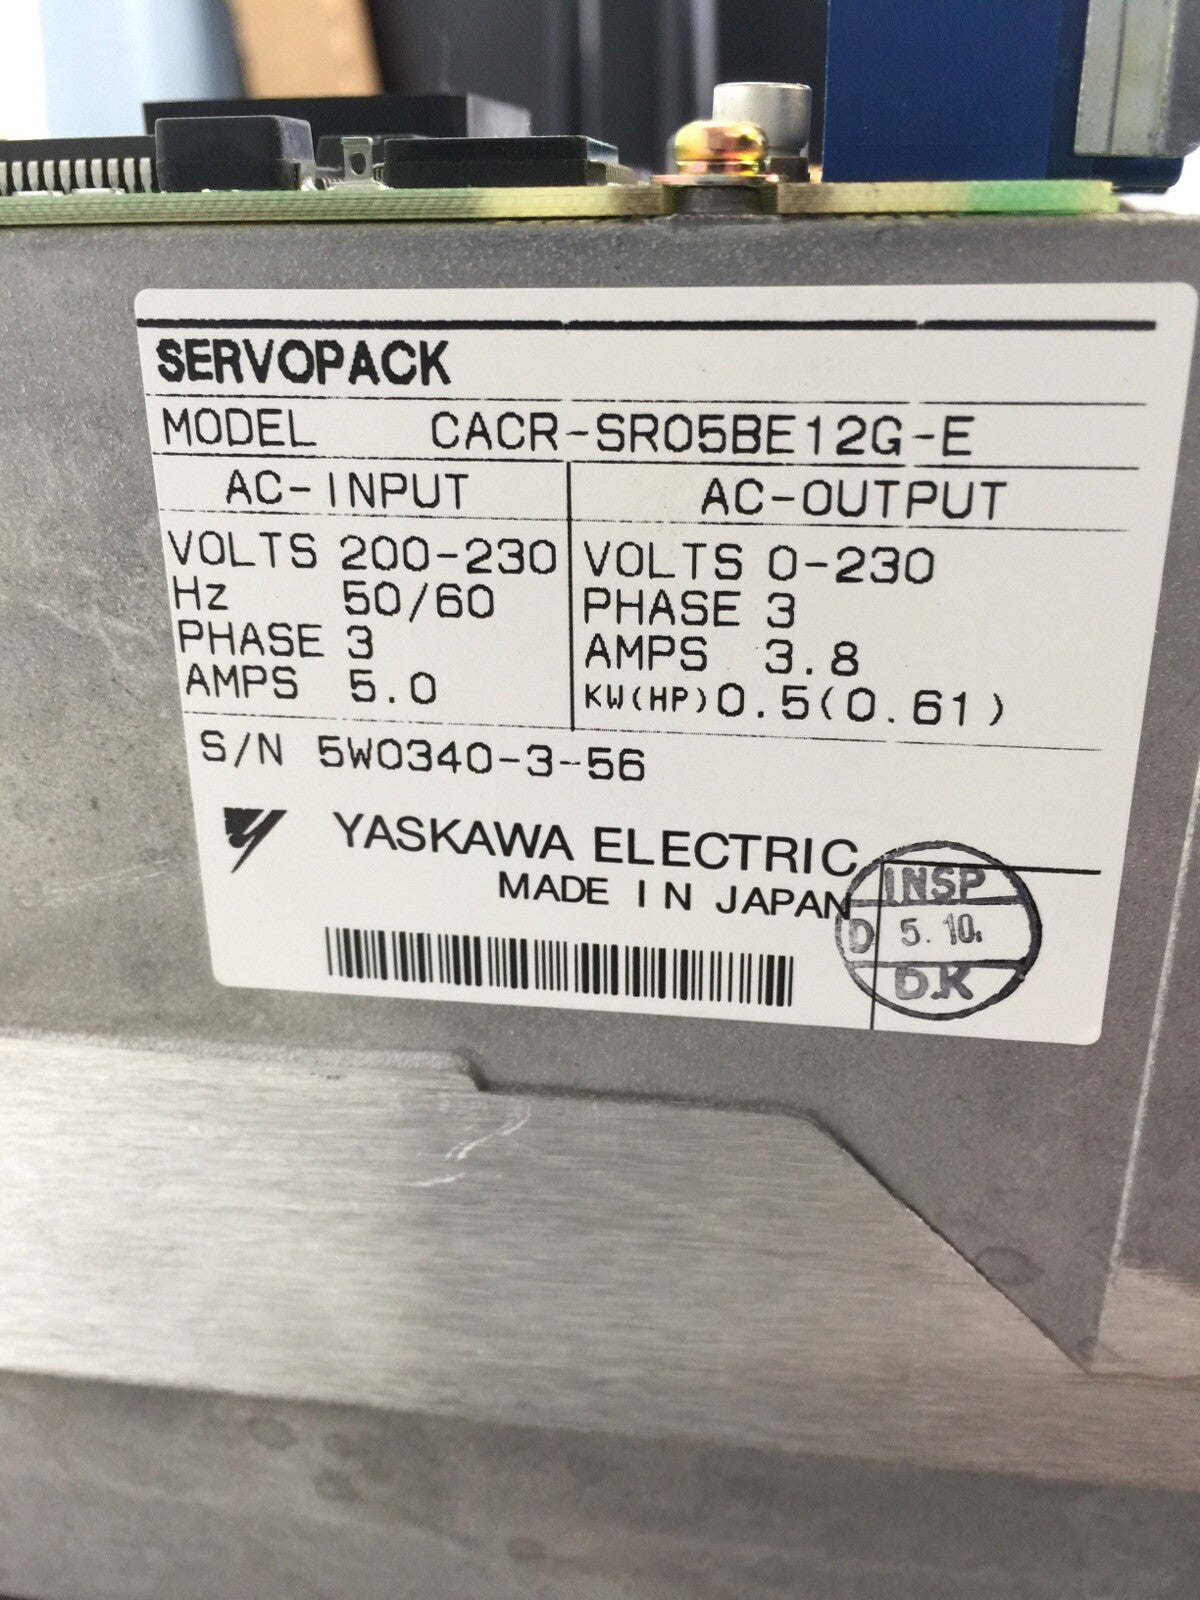 SERVOPACK
MODEL CACR-SR05BE12G-E
AC-INPUT AC-OUTPUT
VOLTS 200-230 VOLTS 0-230
Hz 50/60 PHASE 3
PHASE 3 AMPS 3.8
AMPS 5.0 KW(HP) 0.5(0.61)
S/N 5W0340-3-56
YASKAWA ELECTRIC
MADE IN JAPAN
INSP
D 5.10.
D.K